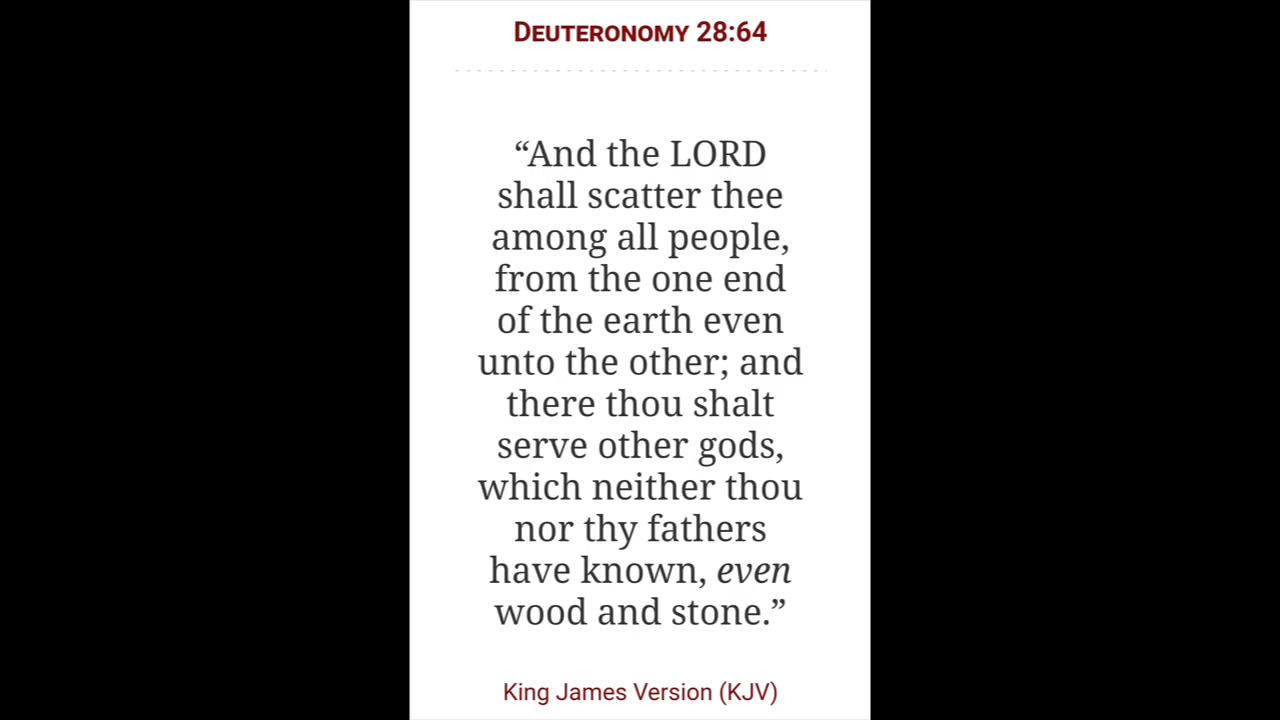 Deuteronomy 28:64
“And the LORD
shall scatter thee
among all people,
from the one end
of the earth even
unto the other; and
there thou shalt
serve other gods,
which neither thou
nor thy fathers
have known, even
wood and stone.”
King James Version (KJV)